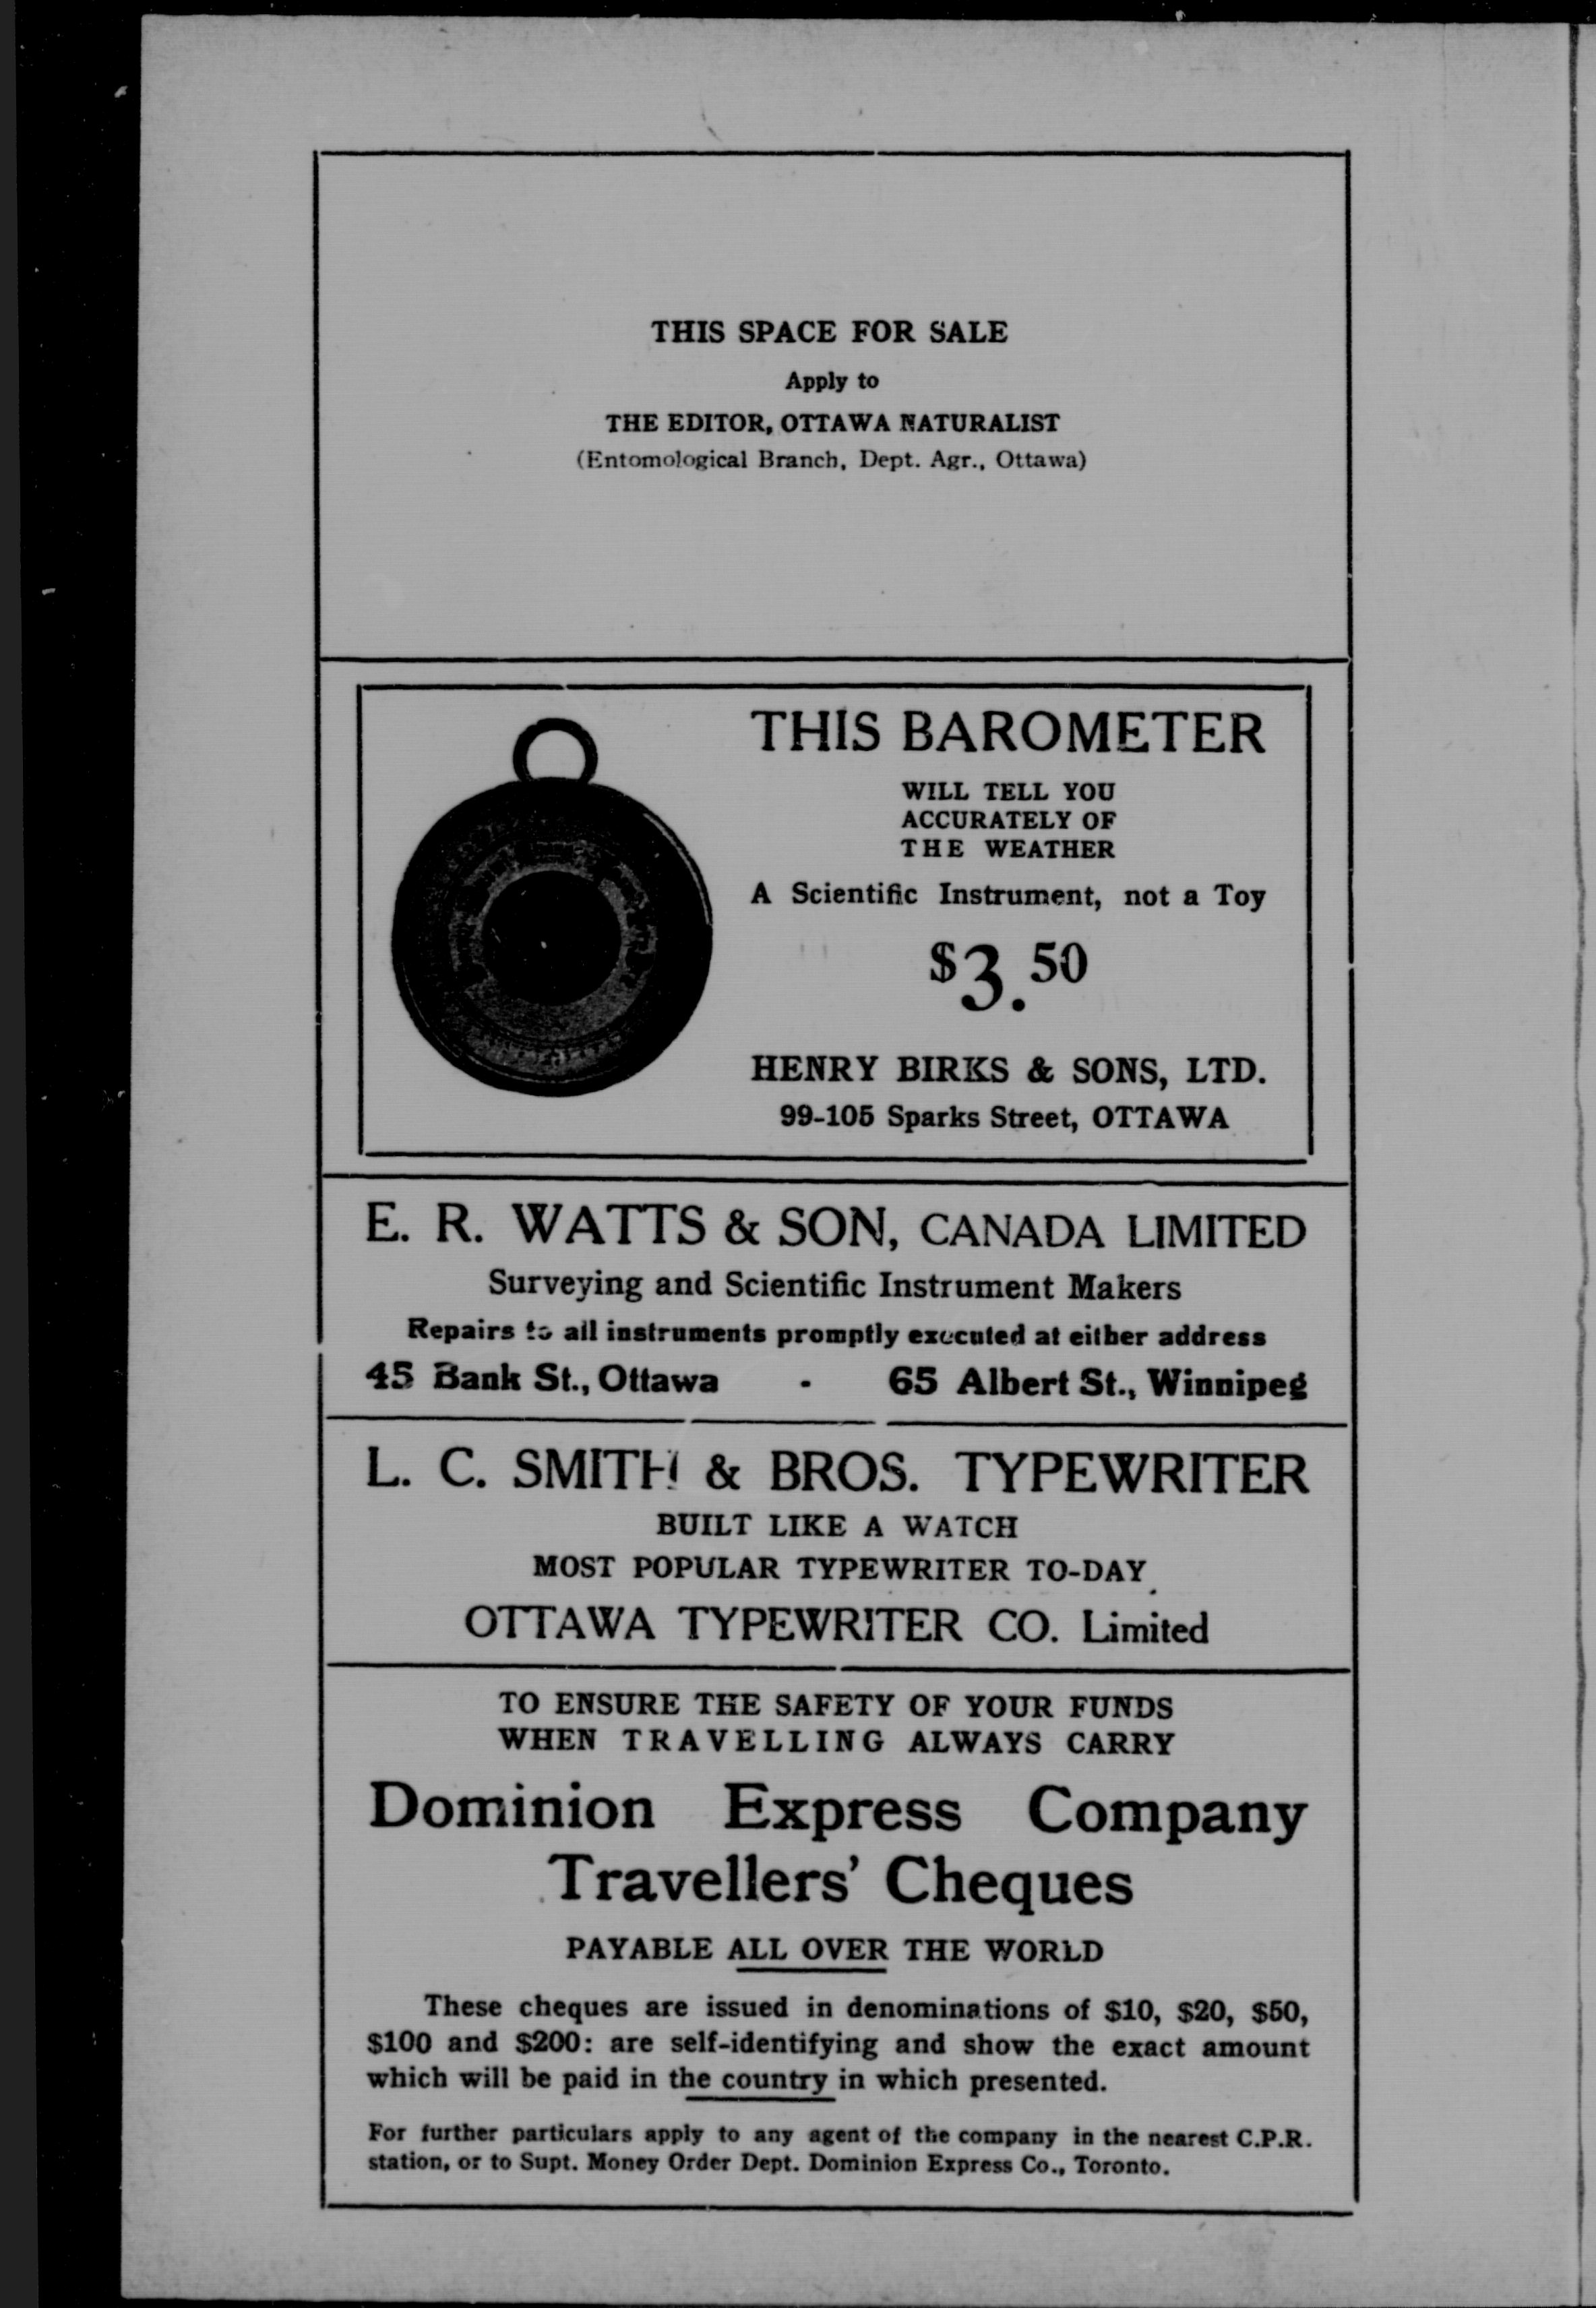 THIS SPACE FOR SALE
Apply to
THE EDITOR, OTTAWA NATURALIST
(Entomological Branch, Dept. Agr., Ottawa)
THIS BAROMETER
WILL TELL YOU
ACCURATELY OF
THE WEATHER
A Scientific Instrument, not a Toy
$3.50
HENRY BIRKS & SONS, LTD.
99-105 Sparks Street, OTTAWA
E. R. WATTS & SON, CANADA LIMITED
Surveying and Scientific Instrument Makers
Repairs to all instruments promptly executed at either address
45 Bank St., Ottawa - 65 Albert St., Winnipeg
L. C. SMITH & BROS. TYPEWRITER
BUILT LIKE A WATCH
MOST POPULAR TYPEWRITER TO-DAY
OTTAWA TYPEWRITER CO. Limited
TO ENSURE THE SAFETY OF YOUR FUNDS
WHEN TRAVELLING ALWAYS CARRY
Dominion Express Company
Travellers' Cheques
PAYABLE ALL OVER THE WORLD
These cheques are issued in denominations of $10, $20, $50,
$100 and $200: are self-identifying and show the exact amount
which will be paid in the country in which presented.
For further particulars apply to any agent of the company in the nearest C.P.R.
station, or to Supt. Money Order Dept. Dominion Express Co., Toronto.